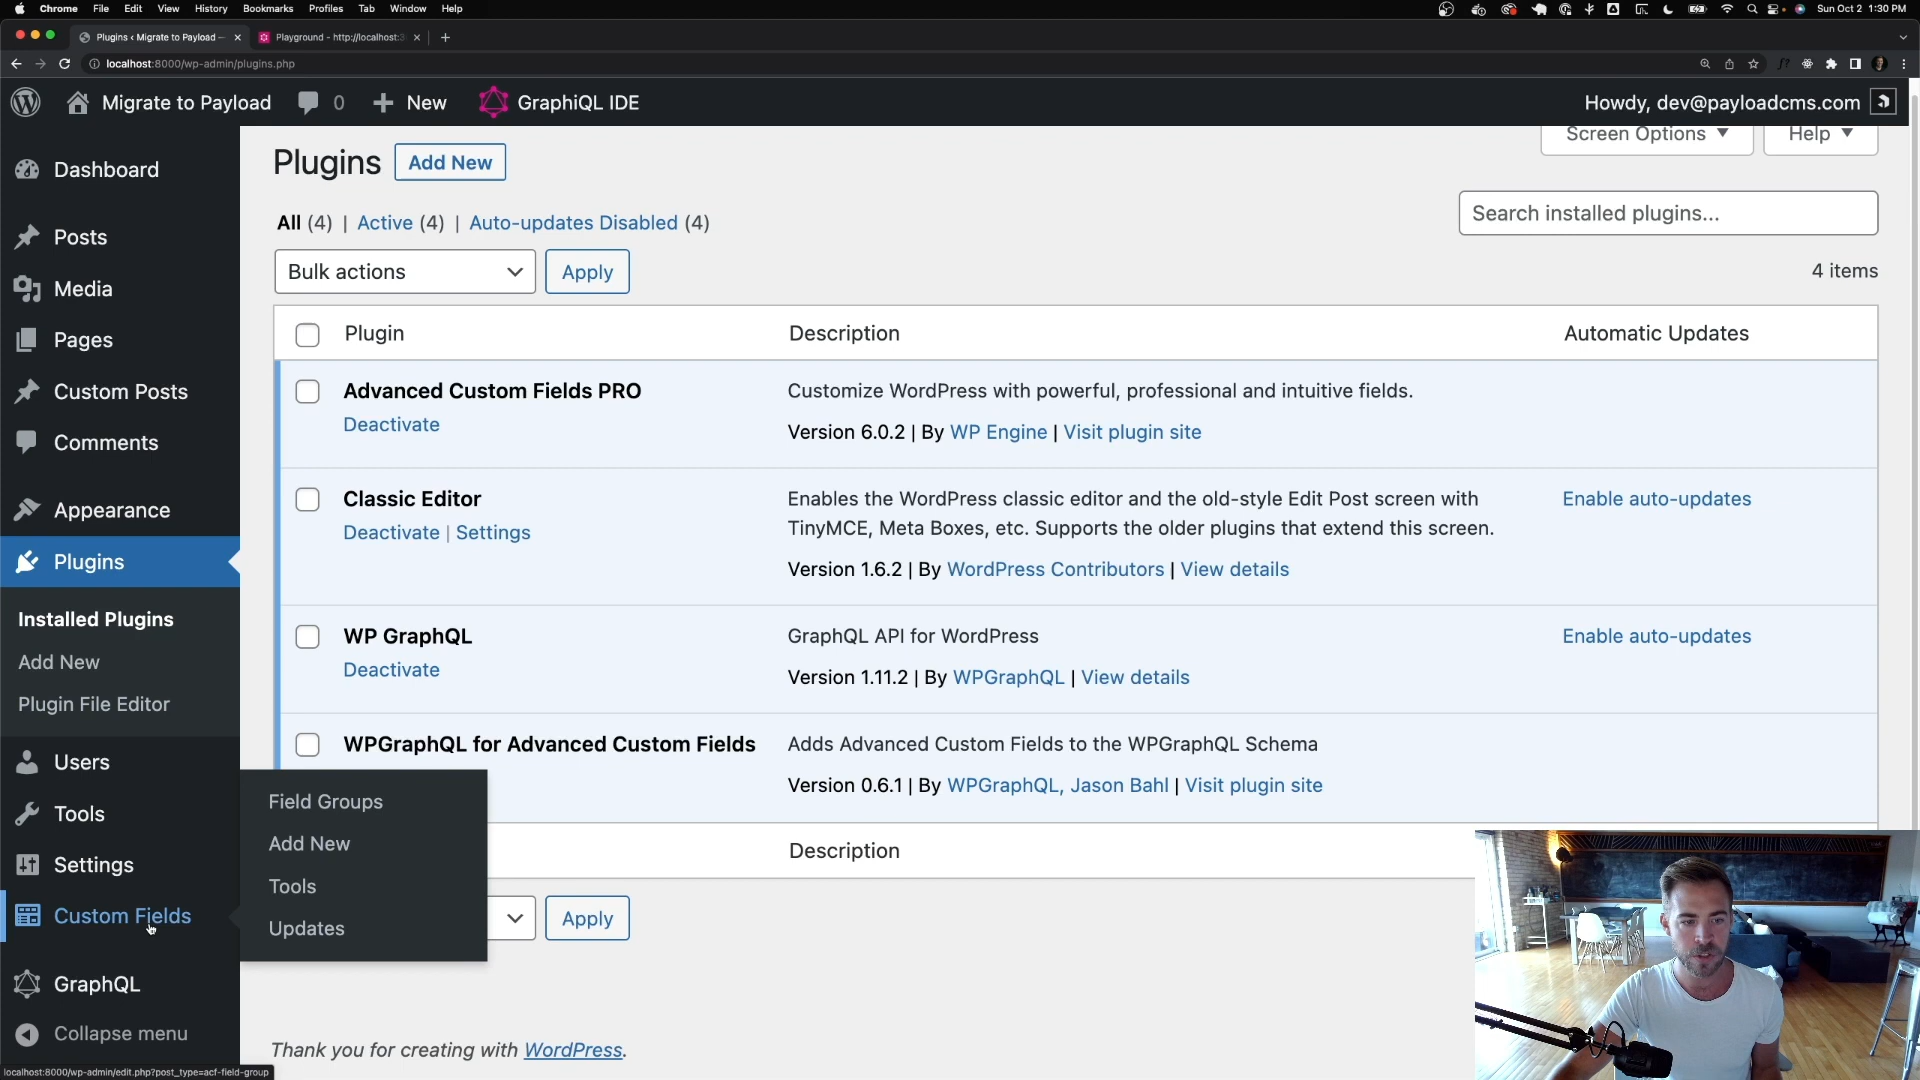 Chrome File Edit View History Bookmarks Profiles Tab Window Help Sun Oct 2 1:30 PM
Plugins ‹ Migrate to Payload — Playground - http://localhost:3
localhost:8000/wp-admin/plugins.php
Migrate to Payload 0 New GraphiQL IDE Howdy, dev@payloadcms.com
Screen Options Help
Plugins Add New
All (4) | Active (4) | Auto-updates Disabled (4)
Search installed plugins...
Bulk actions Apply
4 items
Plugin Description Automatic Updates
Advanced Custom Fields PRO
Deactivate
Customize WordPress with powerful, professional and intuitive fields.
Version 6.0.2 | By WP Engine | Visit plugin site
Classic Editor
Deactivate | Settings
Enables the WordPress classic editor and the old-style Edit Post screen with
TinyMCE, Meta Boxes, etc. Supports the older plugins that extend this screen.
Version 1.6.2 | By WordPress Contributors | View details
Enable auto-updates
WP GraphQL
Deactivate
GraphQL API for WordPress
Version 1.11.2 | By WPGraphQL | View details
Enable auto-updates
WPGraphQL for Advanced Custom Fields
Adds Advanced Custom Fields to the WPGraphQL Schema
Version 0.6.1 | By WPGraphQL, Jason Bahl | Visit plugin site
Description
Apply
Thank you for creating with WordPress.
Dashboard
Posts
Media
Pages
Custom Posts
Comments
Appearance
Plugins
Installed Plugins
Add New
Plugin File Editor
Users
Tools
Settings
Custom Fields
Field Groups
Add New
Tools
Updates
GraphQL
Collapse menu
localhost:8000/wp-admin/edit.php?post_type=acf-field-group